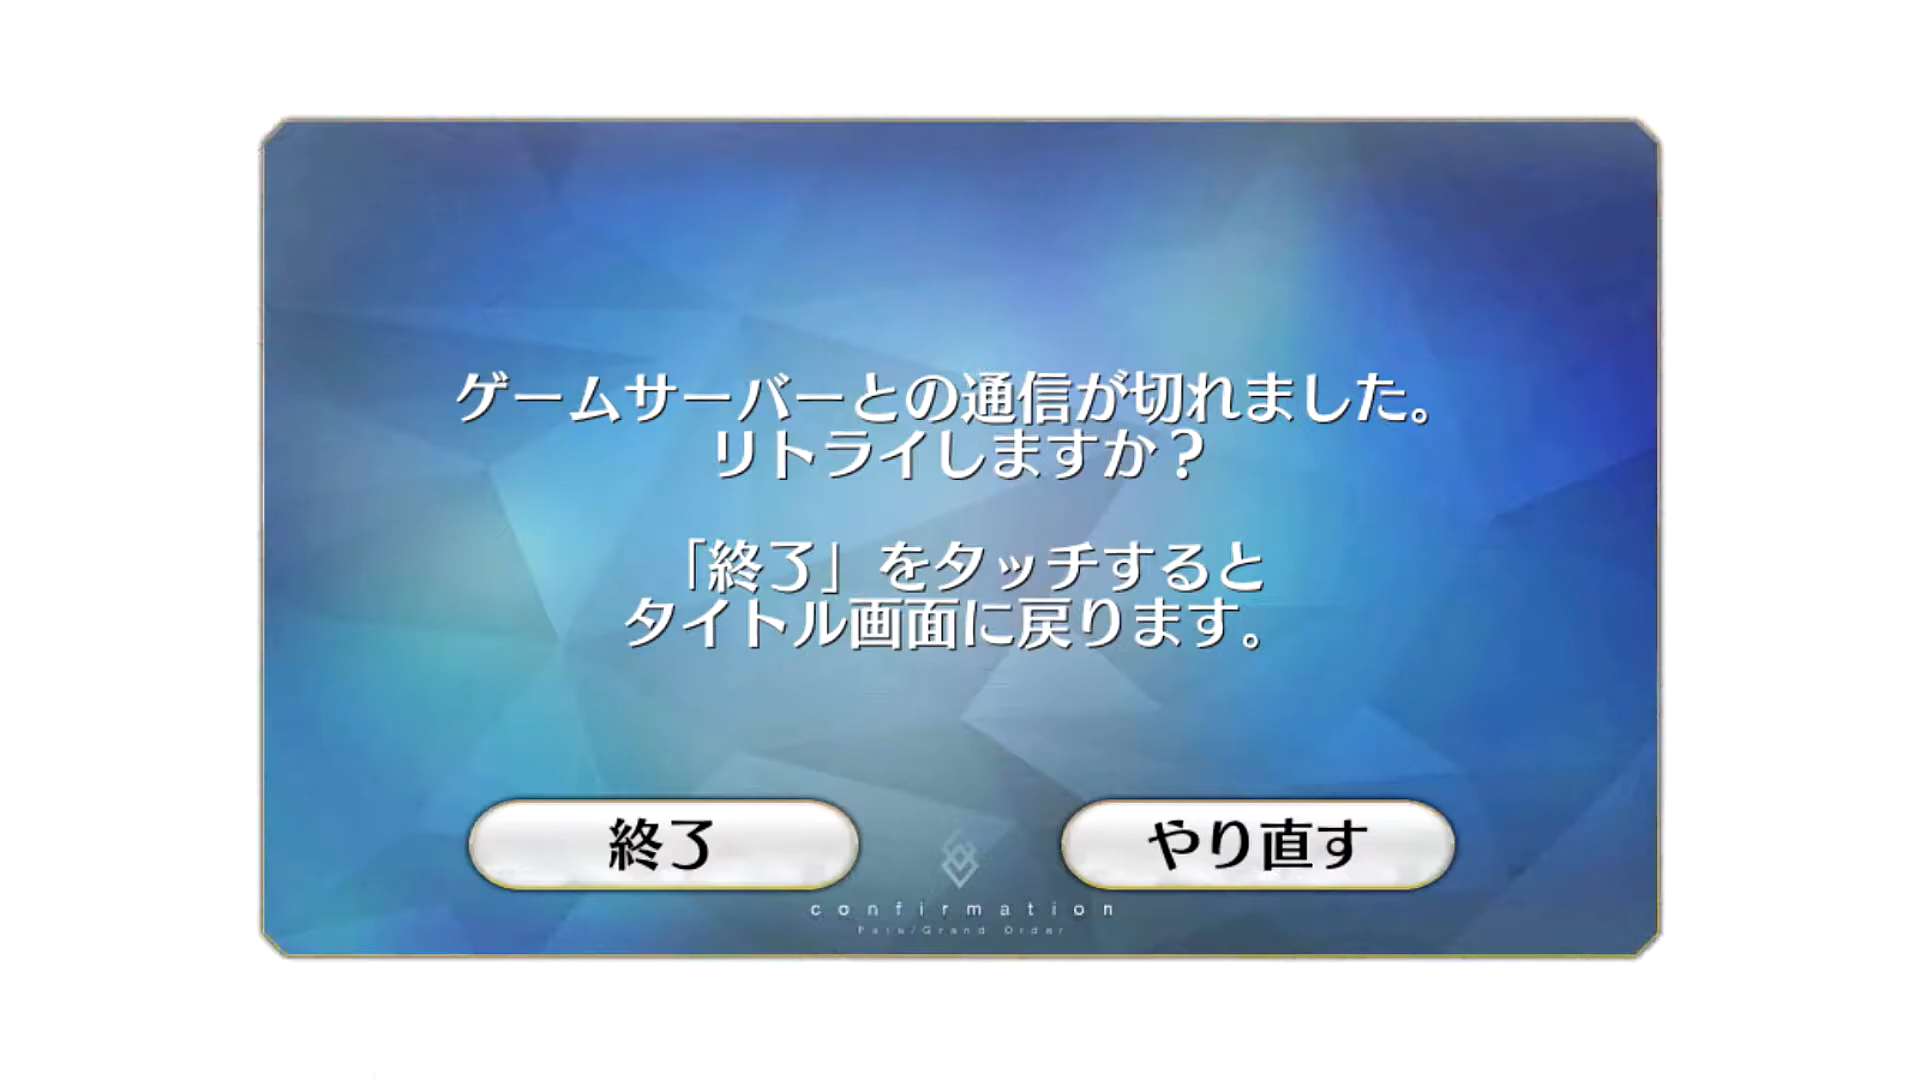 ゲームサーバーとの通信が切れました。
リトライしますか？
「終了」をタッチすると
タイトル画面に戻ります。
終了
やり直す
confirmation
Fate/Grand Order